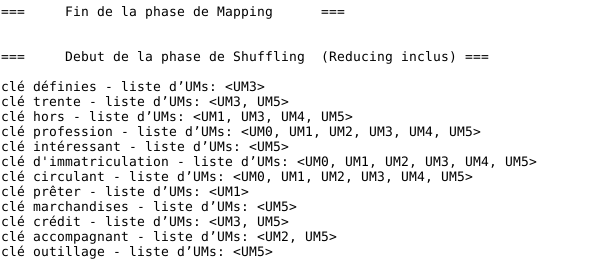 ===     Fin de la phase de Mapping      ===
===     Debut de la phase de Shuffling  (Reducing inclus) ===
clé définies - liste d’UMs: <UM3>
clé trente - liste d’UMs: <UM3, UM5>
clé hors - liste d’UMs: <UM1, UM3, UM4, UM5>
clé profession - liste d’UMs: <UM0, UM1, UM2, UM3, UM4, UM5>
clé intéressant - liste d’UMs: <UM5>
clé d'immatriculation - liste d’UMs: <UM0, UM1, UM2, UM3, UM4, UM5>
clé circulant - liste d’UMs: <UM0, UM1, UM2, UM3, UM4, UM5>
clé prêter - liste d’UMs: <UM1>
clé marchandises - liste d’UMs: <UM5>
clé crédit - liste d’UMs: <UM3, UM5>
clé accompagnant - liste d’UMs: <UM2, UM5>
clé outillage - liste d’UMs: <UM5>